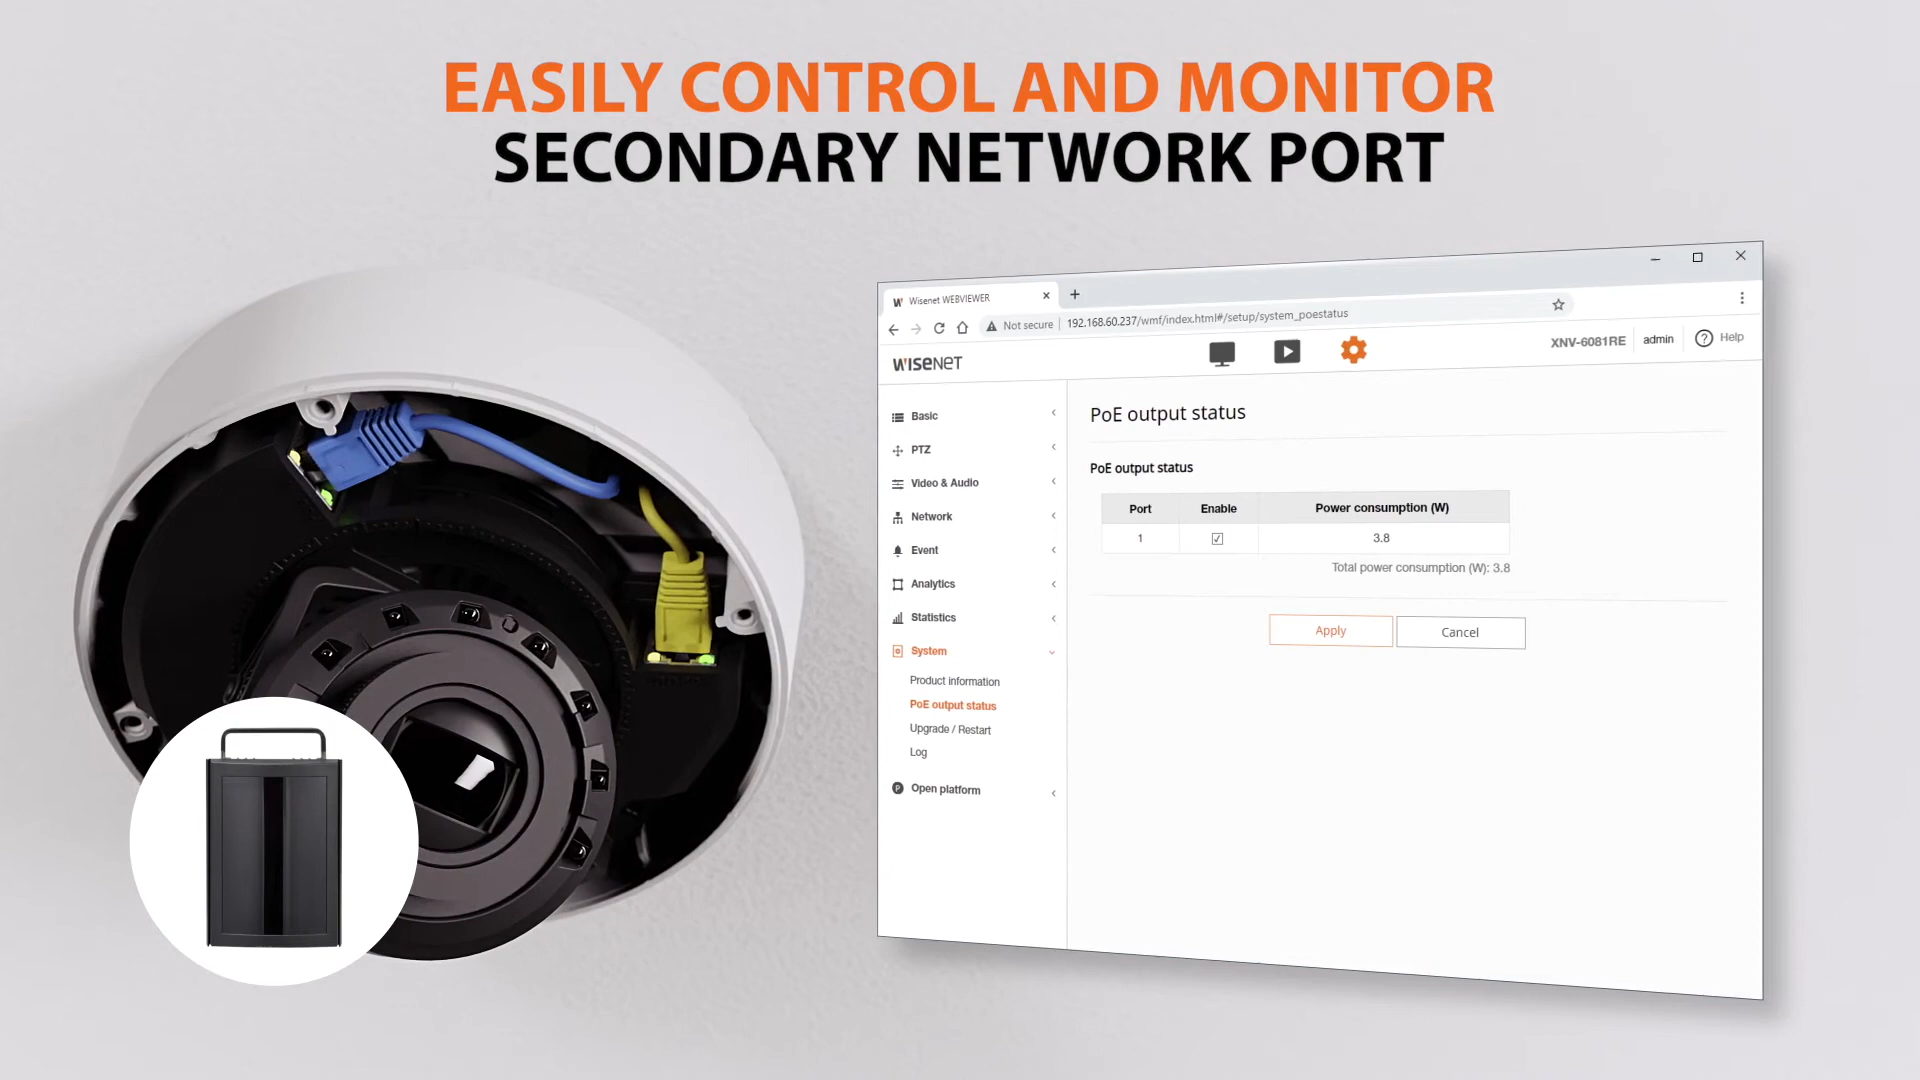 EASILY CONTROL AND MONITOR
SECONDARY NETWORK PORT
Wisenet WEBVIEWER
Not secure | 192.168.60.237/wmf/index.html#/setup/system_poestatus
WISENET
XNV-6081RE
admin
Help
Basic
PTZ
Video & Audio
Network
Event
Analytics
Statistics
System
Product information
PoE output status
Upgrade / Restart
Log
Open platform
PoE output status
PoE output status
Port Enable Power consumption (W)
1 3.8
Total power consumption (W): 3.8
Apply Cancel